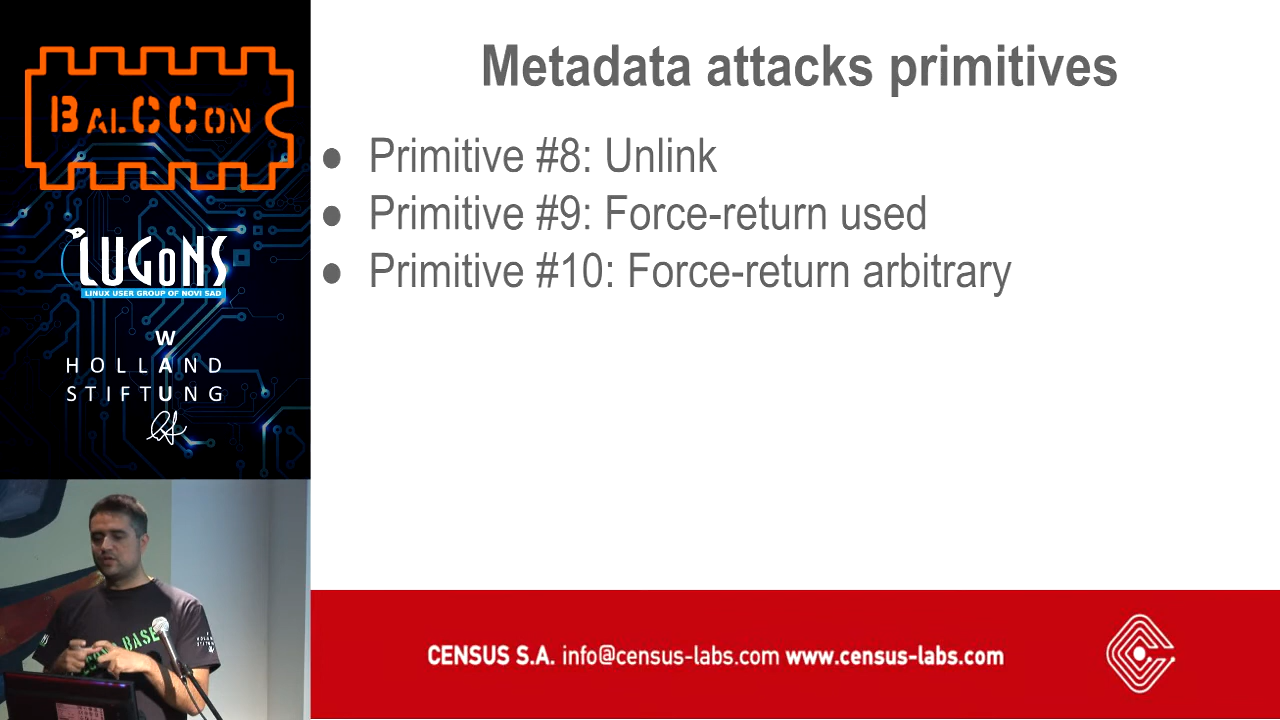 BALCCON
LUGONS
LINUX USER GROUP OF NOVI SAD
W
HOLLAND
STIFTUNG
Metadata attacks primitives
● Primitive #8: Unlink
● Primitive #9: Force-return used
● Primitive #10: Force-return arbitrary
BASE
CENSUS S.A. info@census-labs.com www.census-labs.com